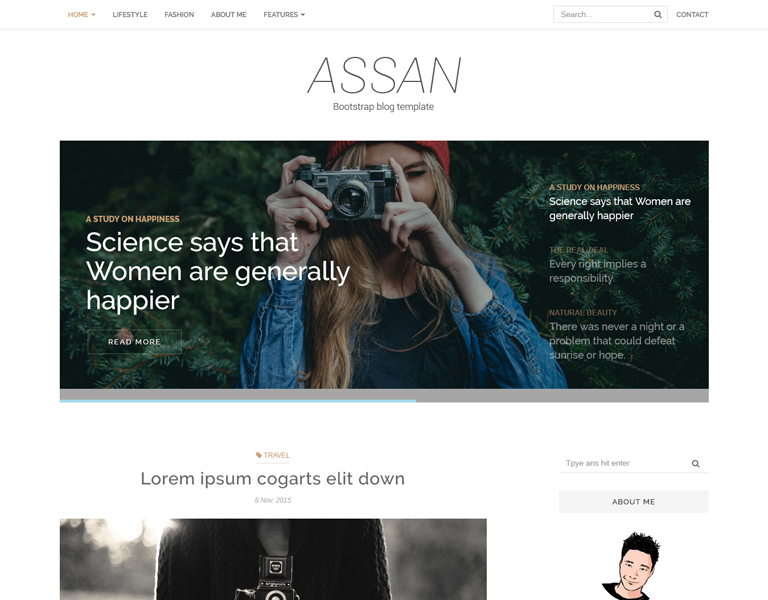 HOME
LIFESTYLE
FASHION
ABOUT ME
FEATURES
Search...
CONTACT
ASSAN
Bootstrap blog template
A STUDY ON HAPPINESS
Science says that
Women are generally
happier
READ MORE
A STUDY ON HAPPINESS
Science says that Women are
generally happier
THE REAL DEAL
Every right implies a
responsibility.
NATURAL BEAUTY
There was never a night or a
problem that could defeat
sunrise or hope.
TRAVEL
Lorem ipsum cogarts elit down
8 Nov. 2015
Tpye ans hit enter
ABOUT ME